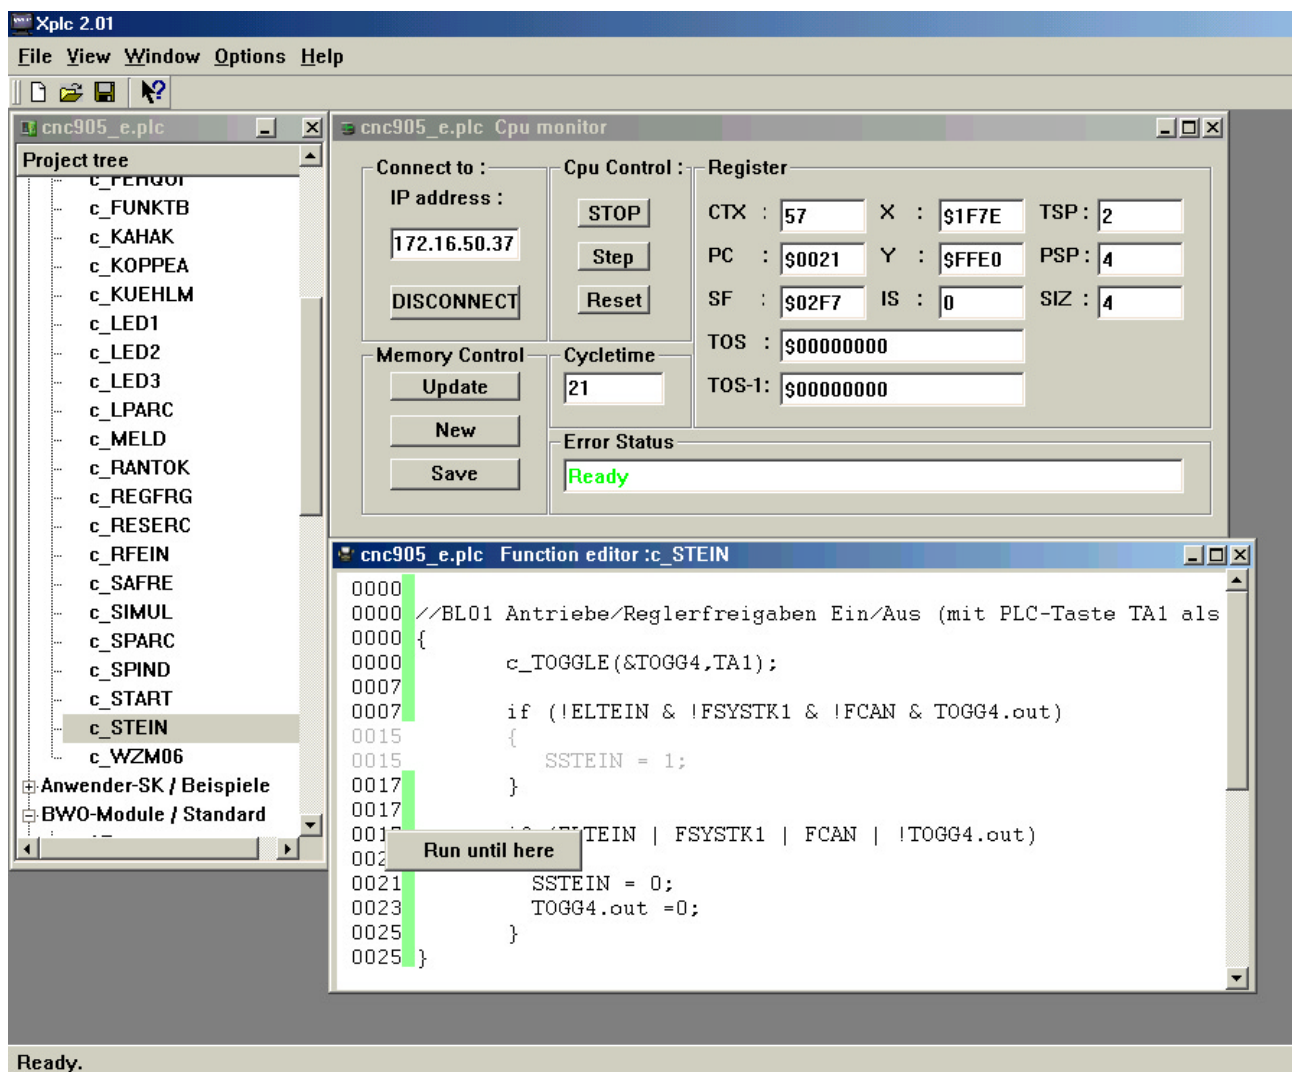 Xplc 2.01
File View Window Options Help
cnc905_e.plc
Project tree
c_FUNKTB
c_KAHAK
c_KOPPEA
c_KUEHLM
c_LED1
c_LED2
c_LED3
c_LPARC
c_MELD
c_RANTOK
c_REGFRG
c_RESERC
c_RFEIN
c_SAFRE
c_SIMUL
c_SPARC
c_SPIND
c_START
c_STEIN
c_WZM06
Anwender-SK / Beispiele
BWO-Module / Standard
cnc905_e.plc Cpu monitor
Connect to :
IP address :
172.16.50.37
DISCONNECT
Memory Control
Update
New
Save
Cpu Control :
STOP
Step
Reset
Cycletime
21
Register
CTX : 57 X : $1F7E TSP : 2
PC : $0021 Y : $FFE0 PSP : 4
SF : $02F7 IS : 0 SIZ : 4
TOS : $00000000
TOS-1: $00000000
Error Status
Ready
cnc905_e.plc Function editor :c_STEIN
0000
0000 //BL01 Antriebe/Reglerfreigaben Ein/Aus (mit PLC-Taste TA1 als
0000 {
0000 c_TOGGLE(&TOGG4,TA1);
0007
0007 if (!ELTEIN & !FSYSTK1 & !FCAN & TOGG4.out)
0015 {
0015 SSTEIN = 1;
0017 }
0017
| FSYSTK1 | FCAN | !TOGG4.out)
Run until here
0021 SSTEIN = 0;
0023 TOGG4.out =0;
0025 }
0025 }
Ready.